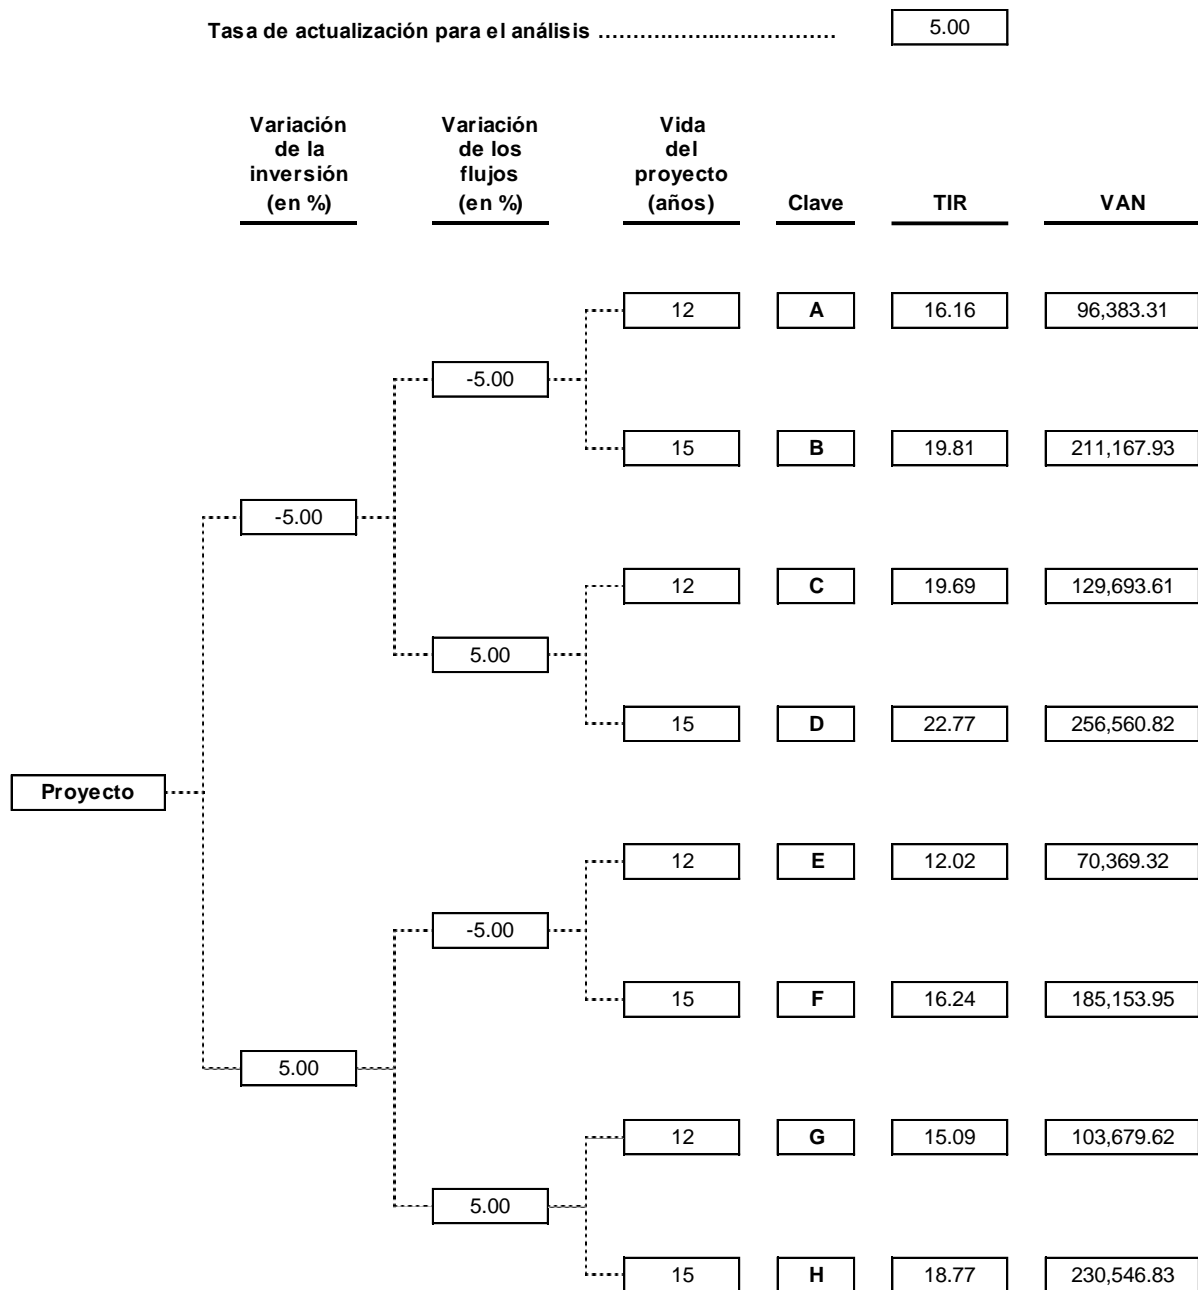 Tasa de actualización para el análisis ……………………………… 5.00
Variación de la inversión (en %)
Variación de los flujos (en %)
Vida del proyecto (años)
Clave
TIR
VAN
12 A 16.16 96,383.31
-5.00
15 B 19.81 211,167.93
-5.00
12 C 19.69 129,693.61
5.00
15 D 22.77 256,560.82
Proyecto
12 E 12.02 70,369.32
-5.00
15 F 16.24 185,153.95
5.00
12 G 15.09 103,679.62
5.00
15 H 18.77 230,546.83